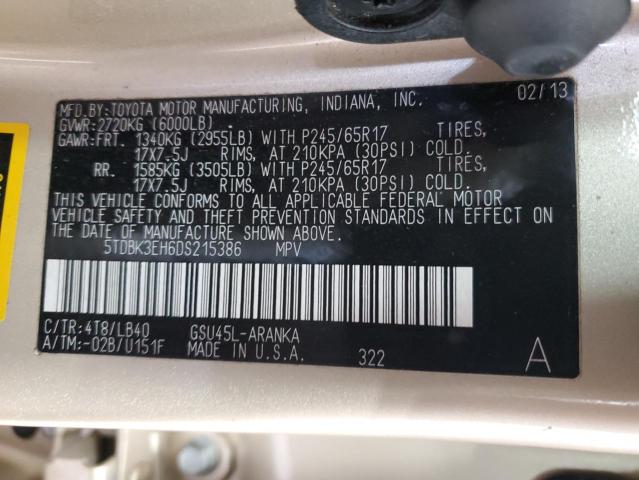 MFD.BY:TOYOTA MOTOR MANUFACTURING, INDIANA, INC. 02/13
GVWR:2720KG (6000LB)
GAWR:FRT. 1340KG (2955LB) WITH P245/65R17 TIRES,
17X7.5J RIMS, AT 210KPA (30PSI) COLD.
RR. 1585KG (3505LB) WITH P245/65R17 TIRES,
17X7.5J RIMS, AT 210KPA (30PSI) COLD.
THIS VEHICLE CONFORMS TO ALL APPLICABLE FEDERAL MOTOR
VEHICLE SAFETY AND THEFT PREVENTION STANDARDS IN EFFECT ON
THE DATE OF MANUFACTURE SHOWN ABOVE.
5TDBK3EH6DS215386 MPV
C/TR:4T8/LB40 GSU45L-ARANKA
A/TM:-02B/U151F MADE IN U.S.A. 322 A